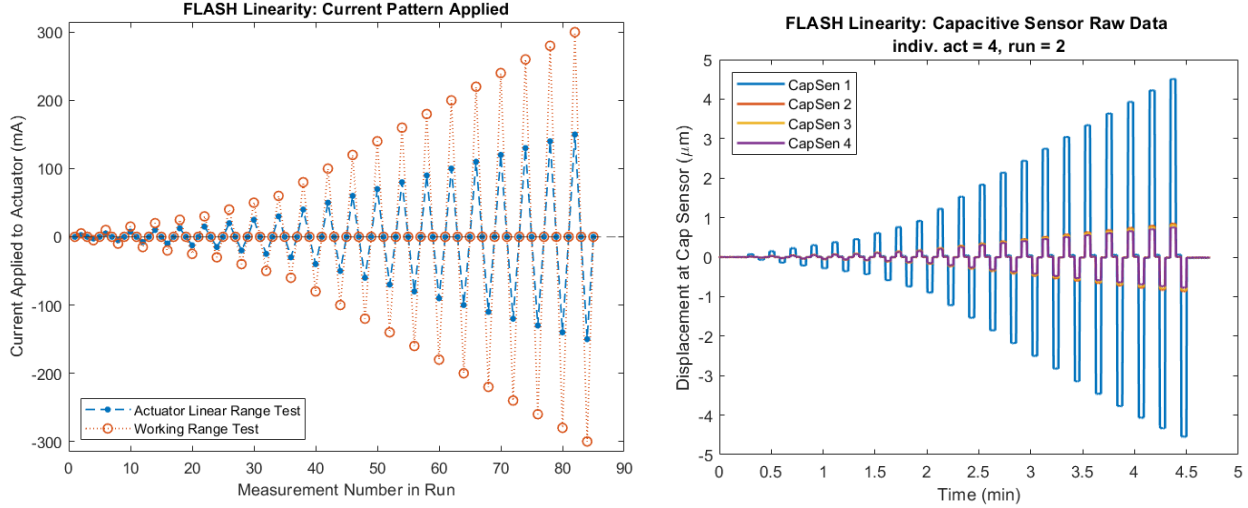 FLASH Linearity: Current Pattern Applied
300
200
100
0
-100
-200
-300
Current Applied to Actuator (mA)
Actuator Linear Range Test
Working Range Test
0 10 20 30 40 50 60 70 80 90
Measurement Number in Run
FLASH Linearity: Capacitive Sensor Raw Data
indiv. act = 4, run = 2
5
4
3
2
1
0
-1
-2
-3
-4
-5
Displacement at Cap Sensor (μm)
CapSen 1
CapSen 2
CapSen 3
CapSen 4
0 0.5 1 1.5 2 2.5 3 3.5 4 4.5 5
Time (min)